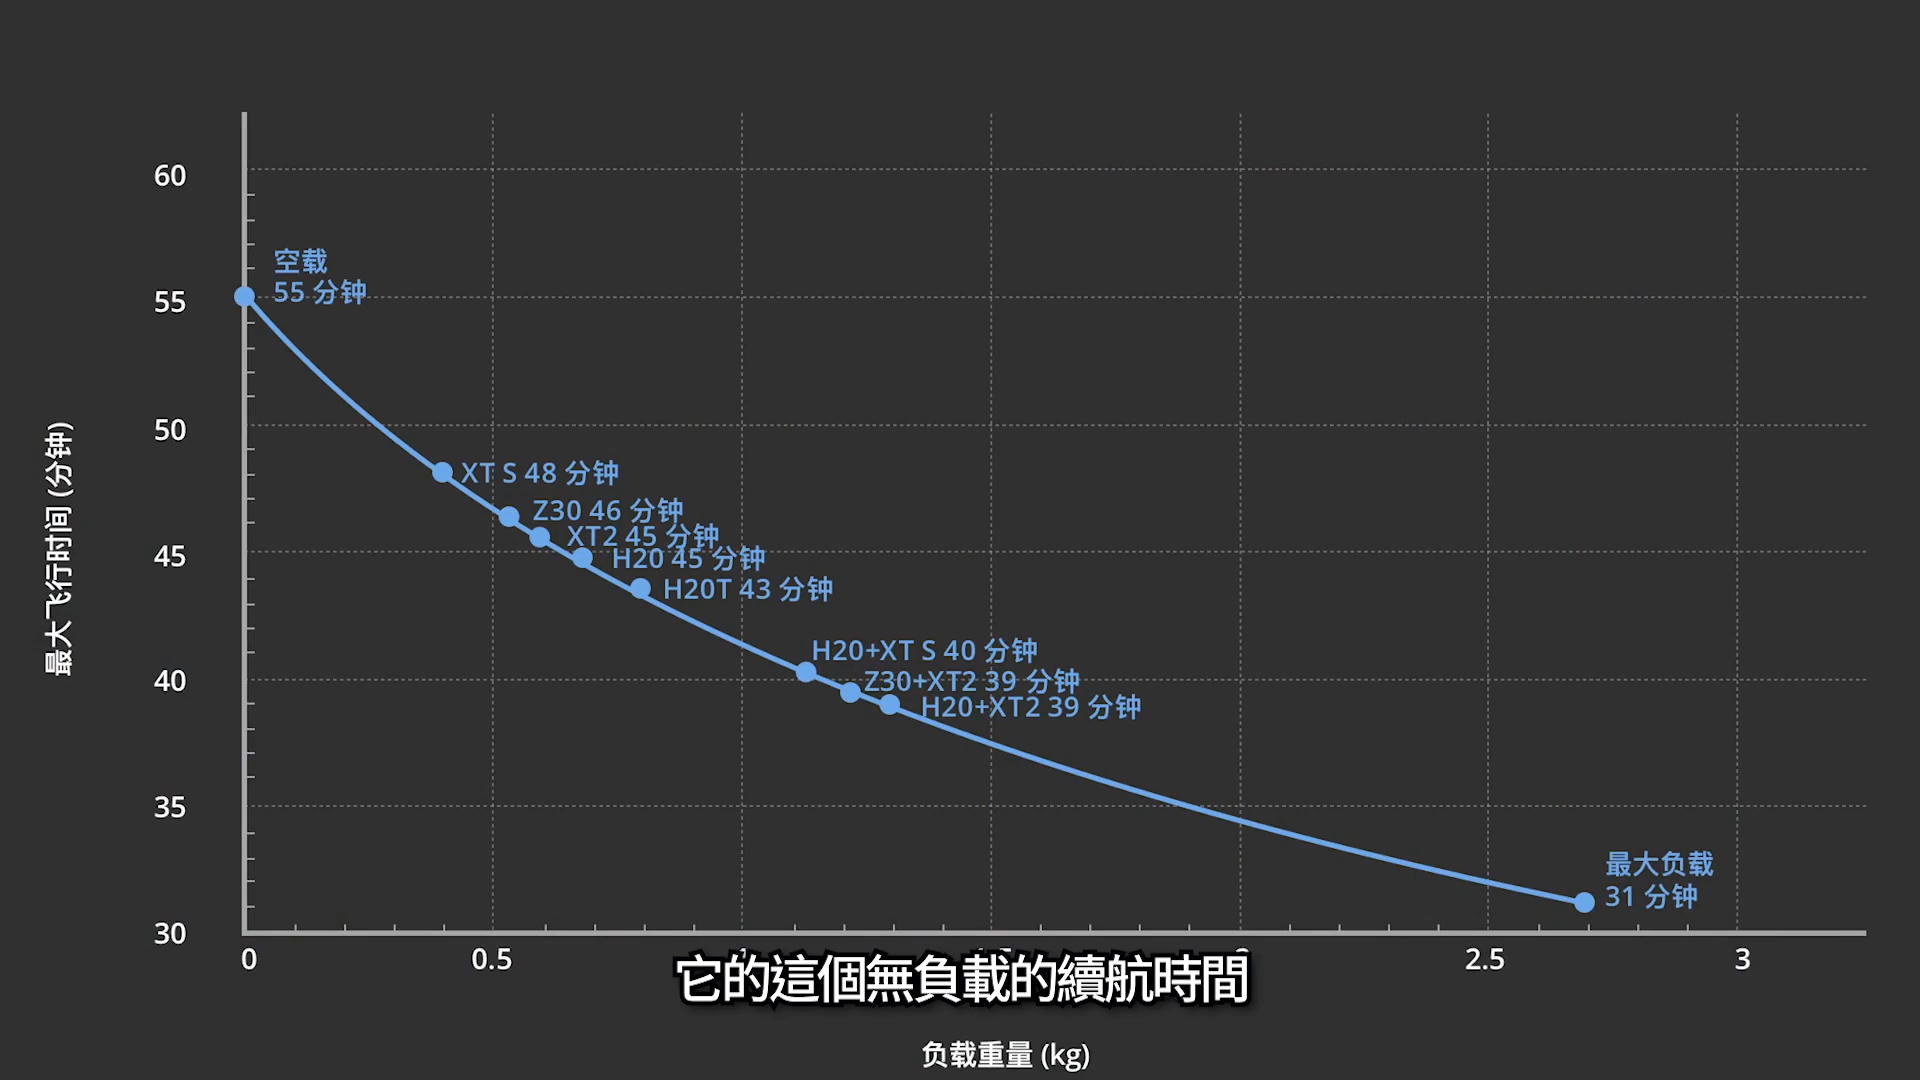 60
55
50
45
40
35
30
最大飞行时间 (分钟)
空载
55 分钟
XT S 48 分钟
Z30 46 分钟
XT2 45 分钟
H20 45 分钟
H20T 43 分钟
H20+XT S 40 分钟
Z30+XT2 39 分钟
H20+XT2 39 分钟
最大负载
31 分钟
0
0.5
2.5
3
它的這個無負載的續航時間
负载重量 (kg)